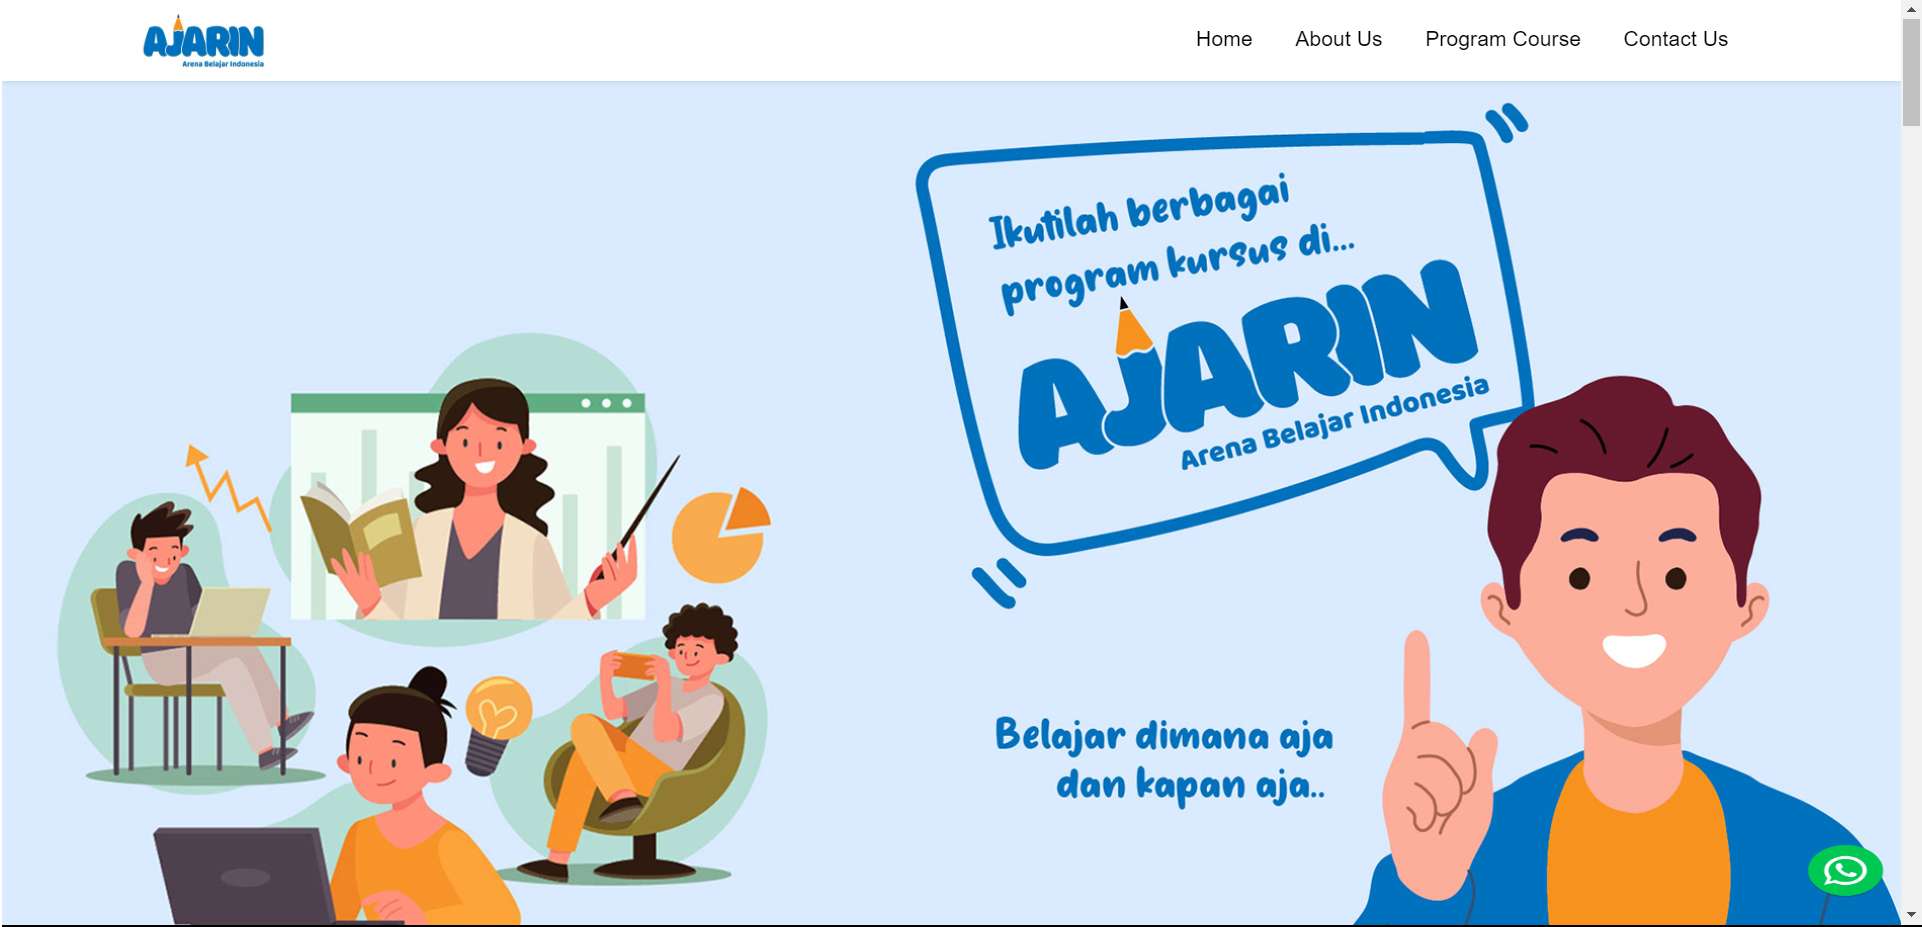 AJARIN
Arena Belajar Indonesia
Home
About Us
Program Course
Contact Us
Ikutilah berbagai
program kursus di...
AJARIN
Arena Belajar Indonesia
Belajar dimana aja
dan kapan aja..